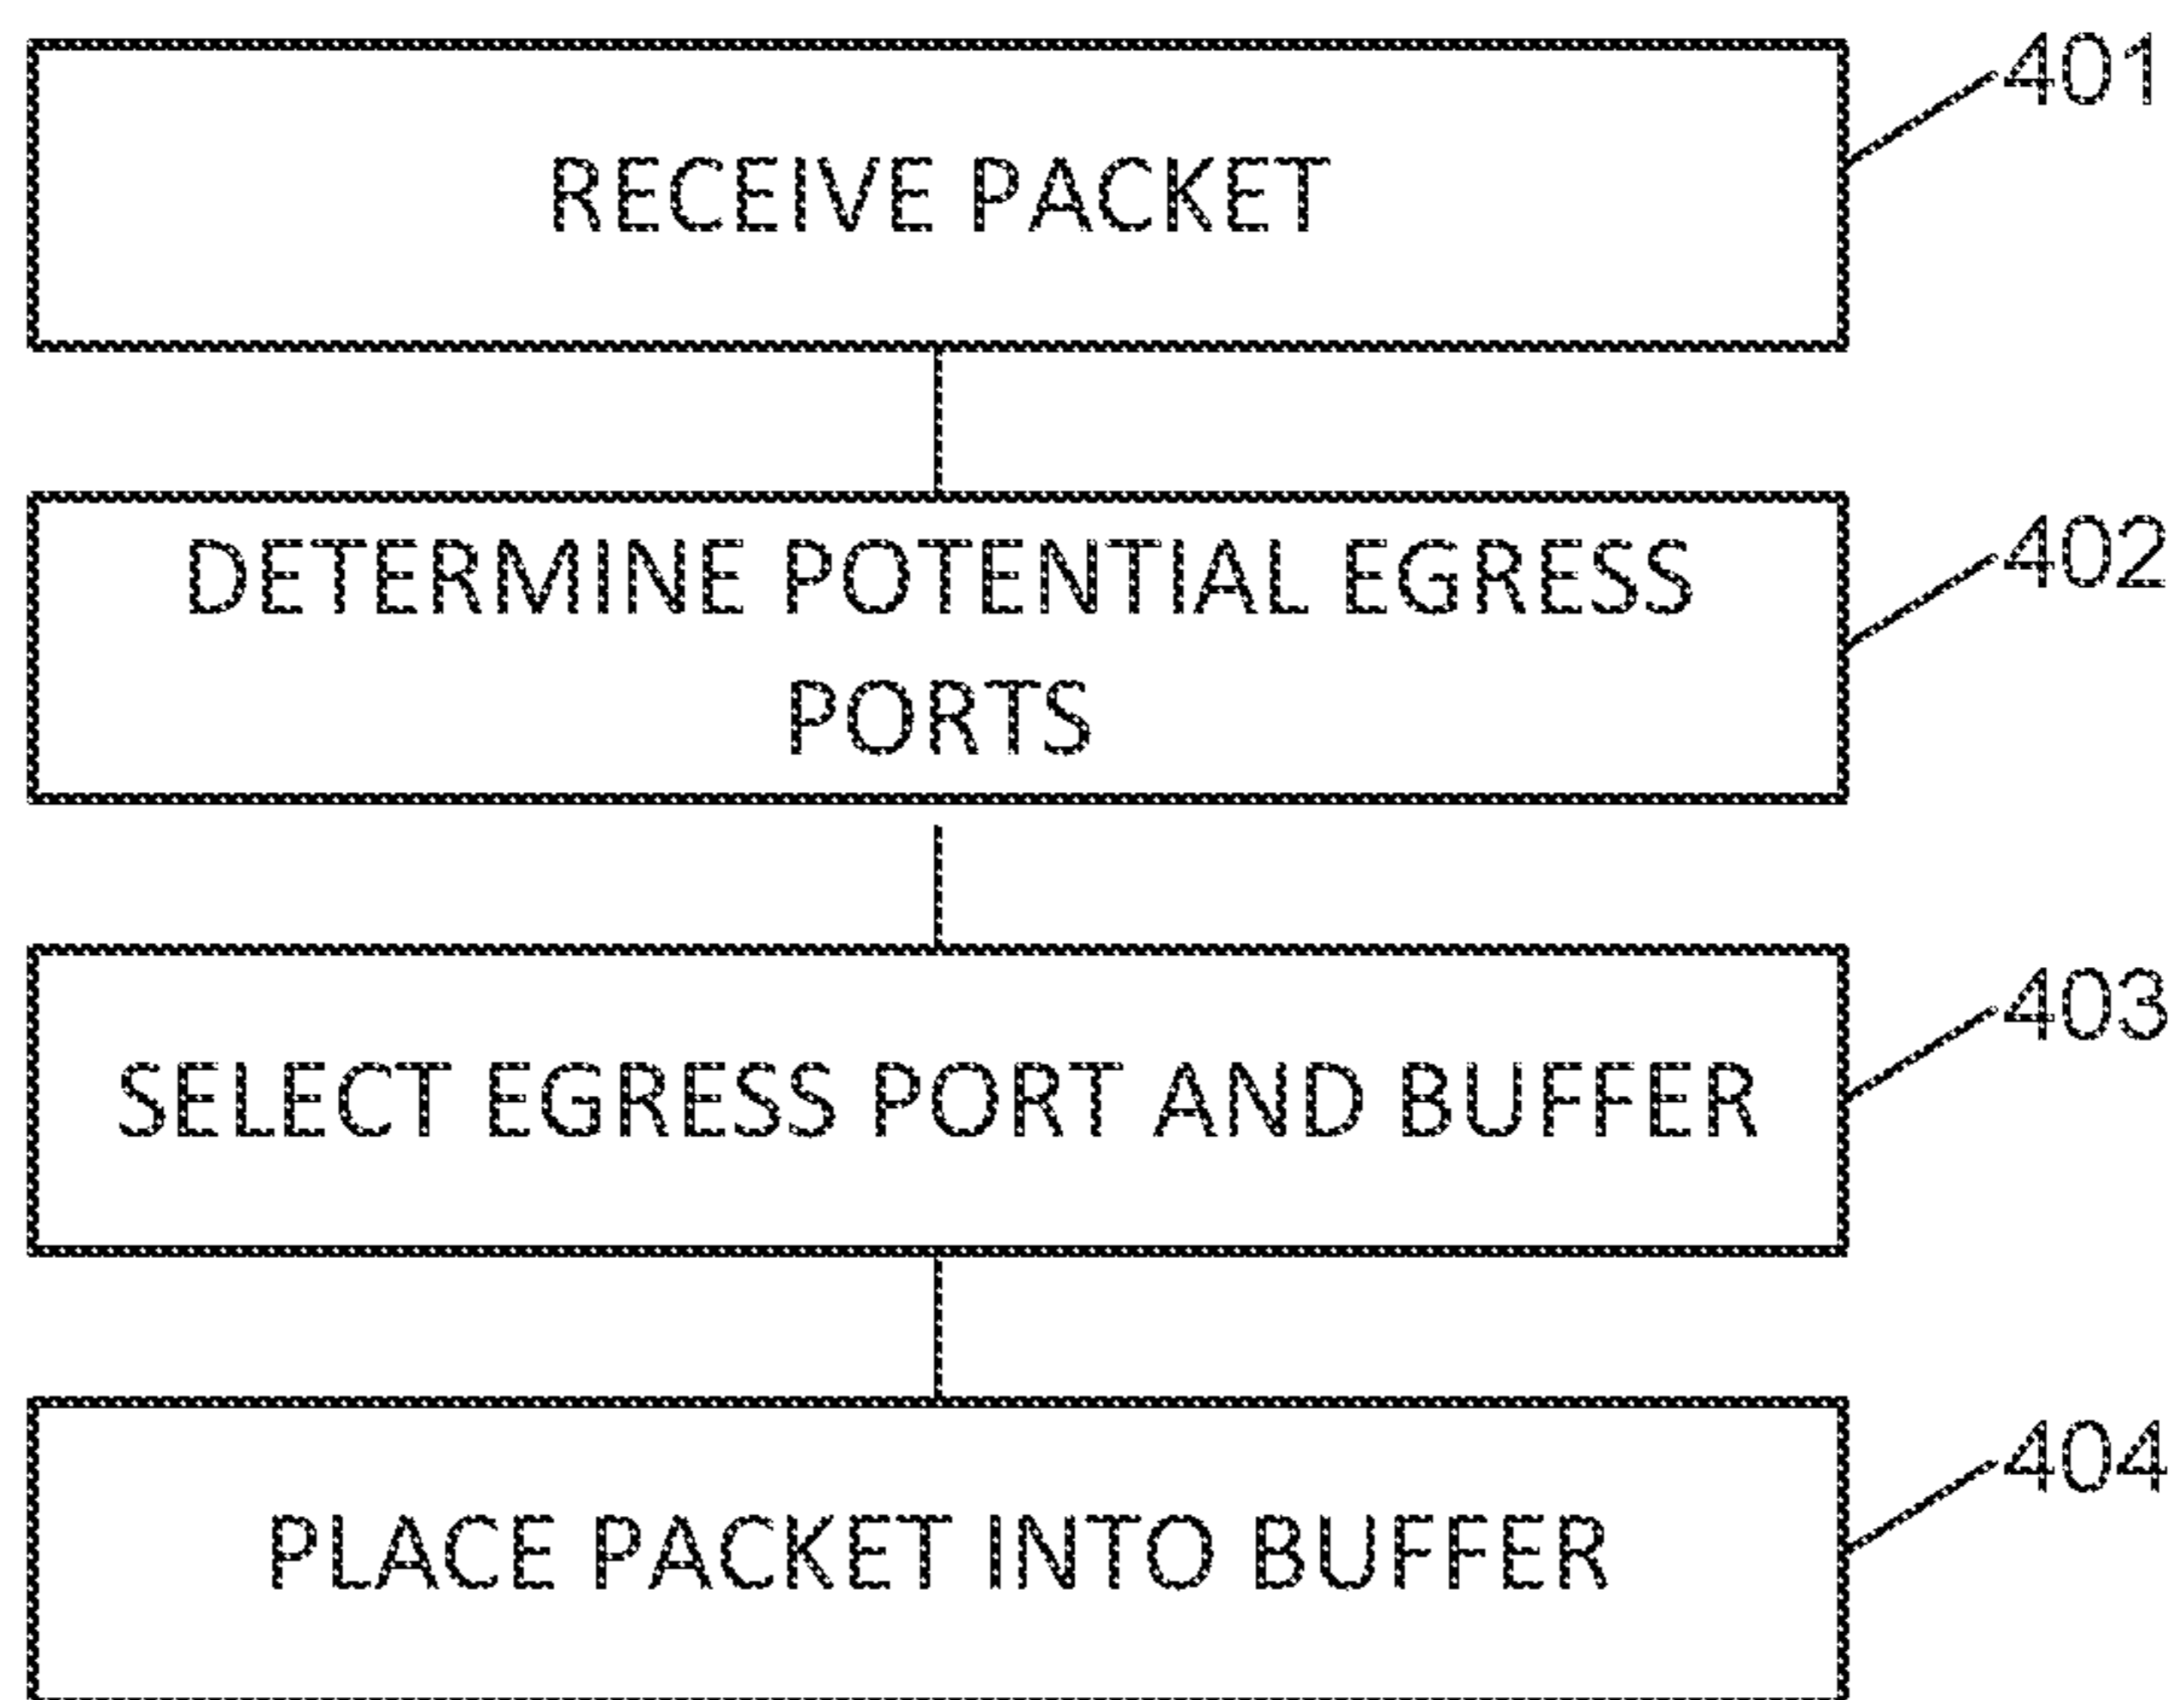 401
RECEIVE PACKET
402
DETERMINE POTENTIAL EGRESS
PORTS
403
SELECT EGRESS PORT AND BUFFER
404
PLACE PACKET INTO BUFFER